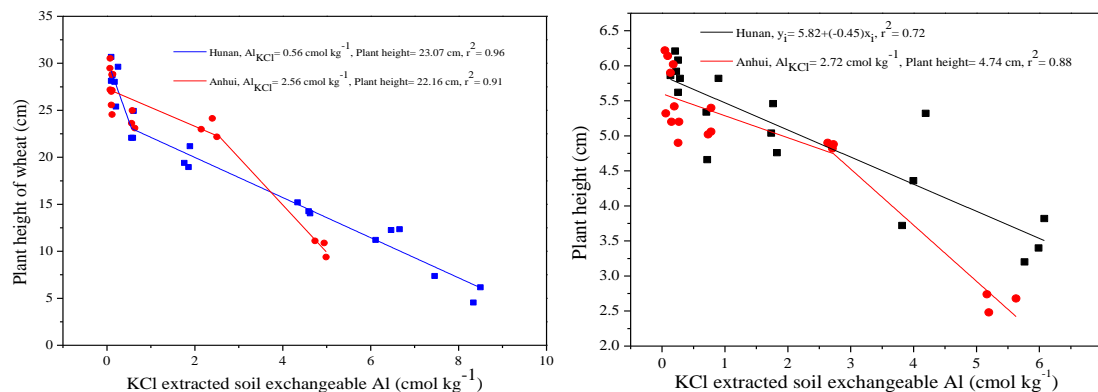 Hunan, Al_KCl= 0.56 cmol kg^-1, Plant height= 23.07 cm, r^2= 0.96
Anhui, Al_KCl= 2.56 cmol kg^-1, Plant height= 22.16 cm, r^2= 0.91
Plant height of wheat (cm)
35
30
25
20
15
10
5
0
0 2 4 6 8 10
KCl extracted soil exchangeable Al (cmol kg^-1)
Hunan, y_i= 5.82+(-0.45)x_i, r^2= 0.72
Anhui, Al_KCl= 2.72 cmol kg^-1, Plant height= 4.74 cm, r^2= 0.88
Plant height (cm)
6.5
6.0
5.5
5.0
4.5
4.0
3.5
3.0
2.5
2.0
0 1 2 3 4 5 6
KCl extracted soil exchangeable Al (cmol kg^-1)